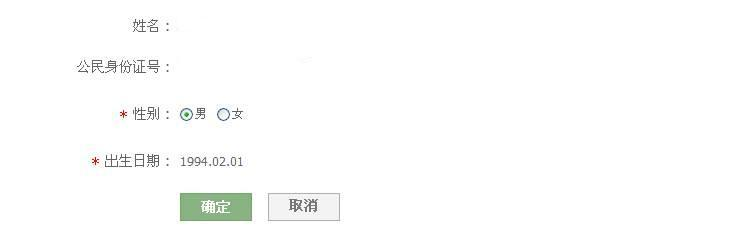 姓名：
公民身份证号：
* 性别： 男 女
* 出生日期： 1994.02.01
确定 取消